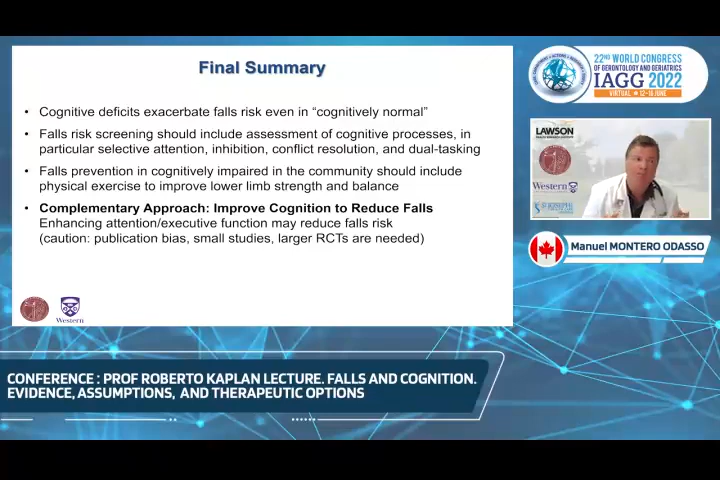 Final Summary
• Cognitive deficits exacerbate falls risk even in “cognitively normal”
• Falls risk screening should include assessment of cognitive processes, in
particular selective attention, inhibition, conflict resolution, and dual-tasking
• Falls prevention in cognitively impaired in the community should include
physical exercise to improve lower limb strength and balance
• Complementary Approach: Improve Cognition to Reduce Falls
Enhancing attention/executive function may reduce falls risk
(caution: publication bias, small studies, larger RCTs are needed)
Western
22ND WORLD CONGRESS
OF GERONTOLOGY AND GERIATRICS
IAGG 2022
VIRTUAL • 12-16 JUNE
LAWSON
Western
ST JOSEPH'S
Manuel MONTERO ODASSO
CONFERENCE : PROF ROBERTO KAPLAN LECTURE. FALLS AND COGNITION.
EVIDENCE, ASSUMPTIONS, AND THERAPEUTIC OPTIONS